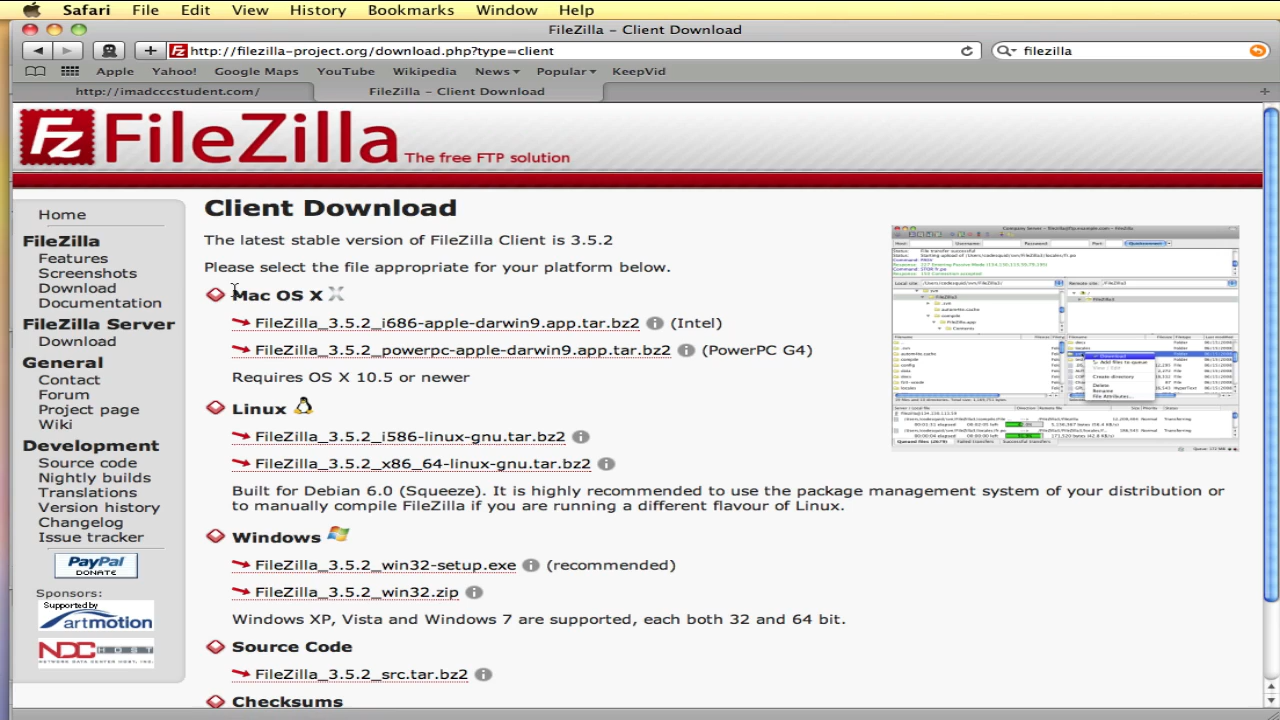 Safari File Edit View History Bookmarks Window Help
FileZilla – Client Download
http://filezilla-project.org/download.php?type=client
filezilla
Apple Yahoo! Google Maps YouTube Wikipedia News Popular KeepVid
http://imadcccstudent.com/ FileZilla – Client Download
Fz FileZilla The free FTP solution
Home
FileZilla
Features
Screenshots
Download
Documentation
FileZilla Server
Download
General
Contact
Forum
Project page
Wiki
Development
Source code
Nightly builds
Translations
Version history
Changelog
Issue tracker
PayPal
DONATE
Sponsors:
Supported by
artmotion
NDC HOST
NETWORK DATA CENTER HOST, INC.
Client Download
The latest stable version of FileZilla Client is 3.5.2
Please select the file appropriate for your platform below.
Mac OS X
FileZilla_3.5.2_i686-apple-darwin9.app.tar.bz2 (Intel)
FileZilla_3.5.2_powerpc-apple-darwin9.app.tar.bz2 (PowerPC G4)
Requires OS X 10.5 or newer
Linux
FileZilla_3.5.2_i586-linux-gnu.tar.bz2
FileZilla_3.5.2_x86_64-linux-gnu.tar.bz2
Built for Debian 6.0 (Squeeze). It is highly recommended to use the package management system of your distribution or
to manually compile FileZilla if you are running a different flavour of Linux.
Windows
FileZilla_3.5.2_win32-setup.exe (recommended)
FileZilla_3.5.2_win32.zip
Windows XP, Vista and Windows 7 are supported, each both 32 and 64 bit.
Source Code
FileZilla_3.5.2_src.tar.bz2
Checksums